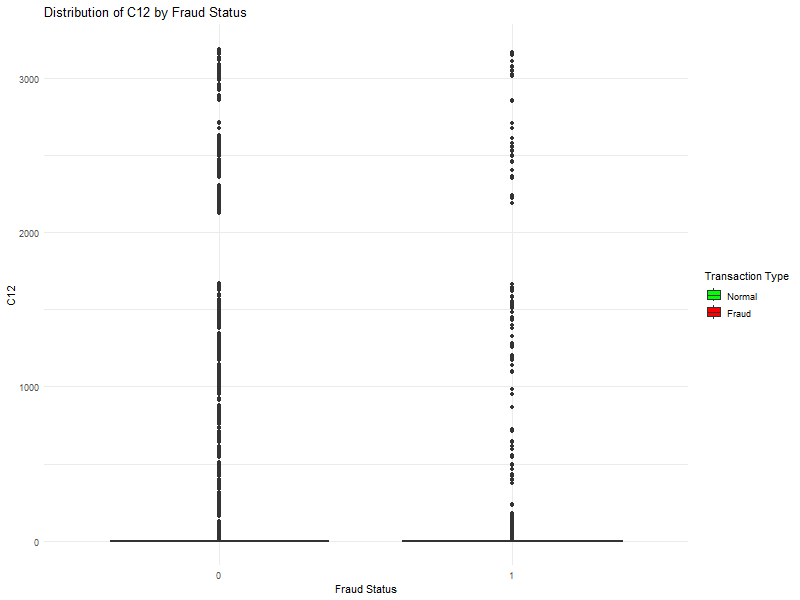 Distribution of C12 by Fraud Status
3000
2000
1000
0
C12
0 1
Fraud Status
Transaction Type
Normal
Fraud